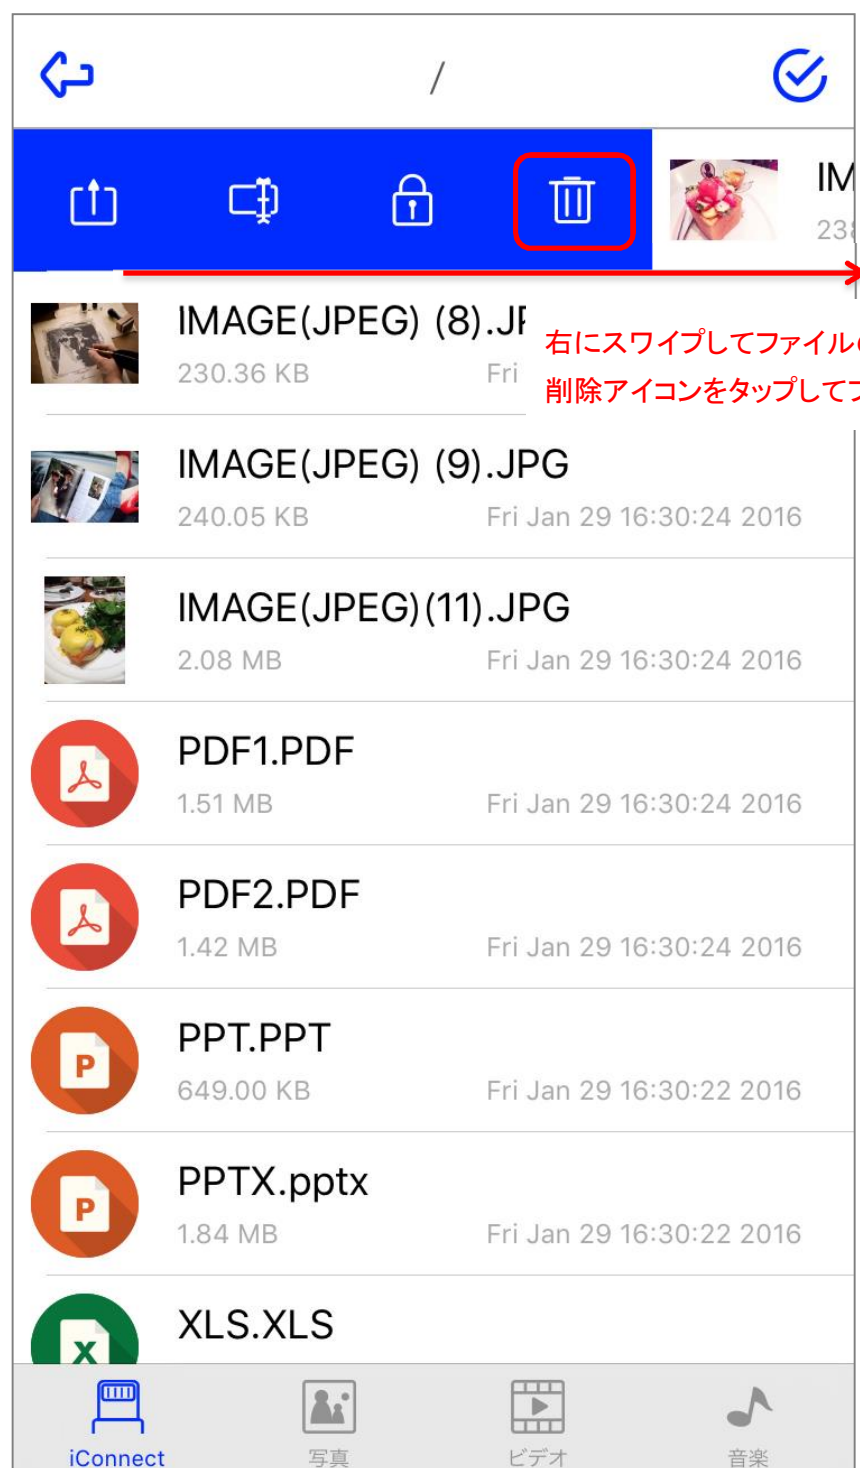 /
IM
238
IMAGE(JPEG) (8).JP
230.36 KB Fri
右にスワイプしてファイルの
削除アイコンをタップしてフ
IMAGE(JPEG) (9).JPG
240.05 KB Fri Jan 29 16:30:24 2016
IMAGE(JPEG)(11).JPG
2.08 MB Fri Jan 29 16:30:24 2016
PDF1.PDF
1.51 MB Fri Jan 29 16:30:24 2016
PDF2.PDF
1.42 MB Fri Jan 29 16:30:24 2016
PPT.PPT
649.00 KB Fri Jan 29 16:30:22 2016
PPTX.pptx
1.84 MB Fri Jan 29 16:30:22 2016
XLS.XLS
iConnect 写真 ビデオ 音楽